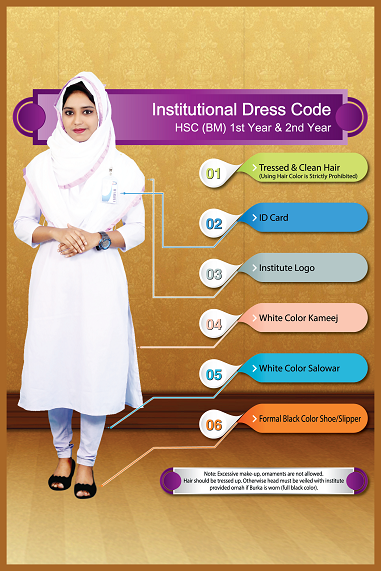 Institutional Dress Code
HSC (BM) 1st Year & 2nd Year
01
Tressed & Clean Hair
(Using Hair Color is Strictly Prohibited)
02
ID Card
03
Institute Logo
04
White Color Kameej
05
White Color Salowar
06
Formal Black Color Shoe/Slipper
Note: Excessive make-up, ornaments are not allowed.
Hair should be tressed up. Otherwise head must be veiled with institute
provided ornah if Burka is worn (full black color).